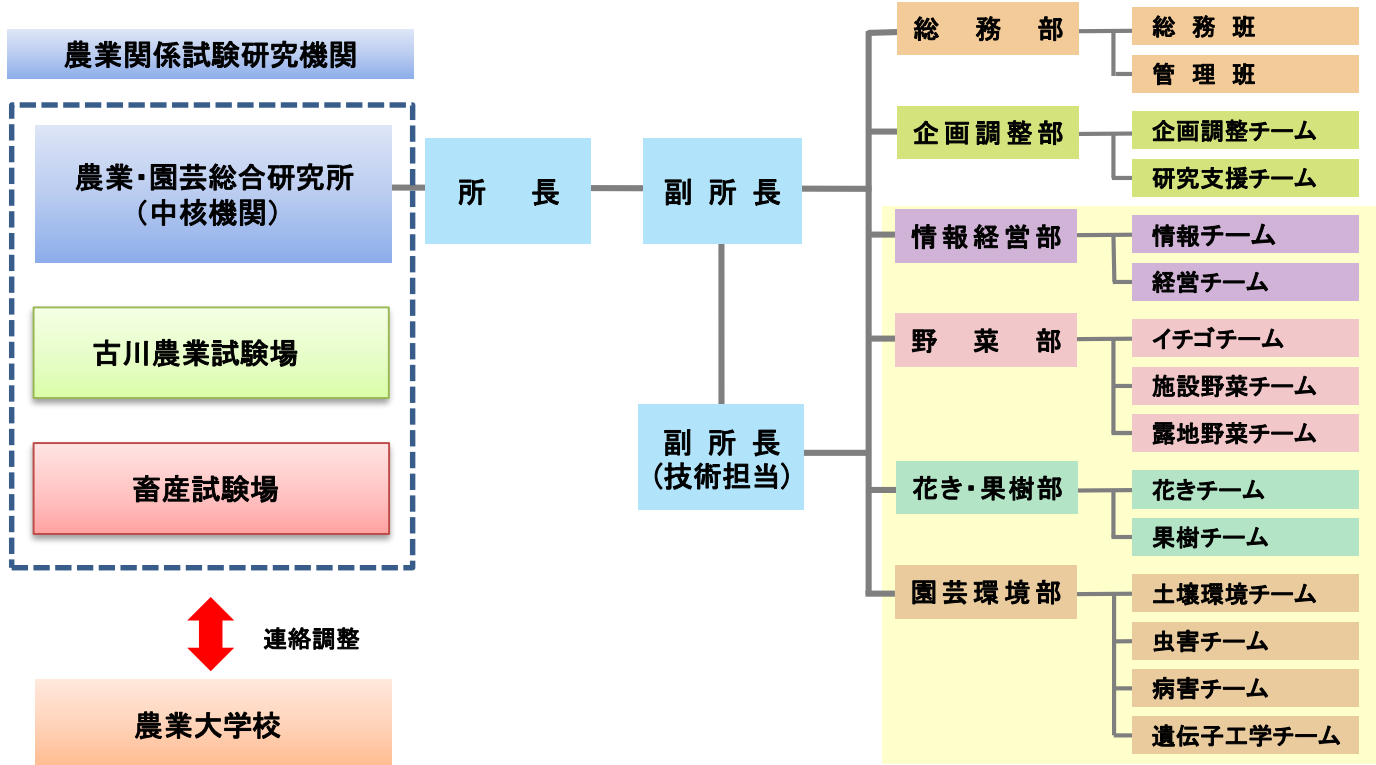 農業関係試験研究機関
農業・園芸総合研究所
（中核機関）
古川農業試験場
畜産試験場
連絡調整
農業大学校
所　長
副 所 長
副 所 長
（技術担当）
総　務　部
総 務 班
管 理 班
企画調整部
企画調整チーム
研究支援チーム
情報経営部
情報チーム
経営チーム
野　菜　部
イチゴチーム
施設野菜チーム
露地野菜チーム
花き・果樹部
花きチーム
果樹チーム
園芸環境部
土壌環境チーム
虫害チーム
病害チーム
遺伝子工学チーム